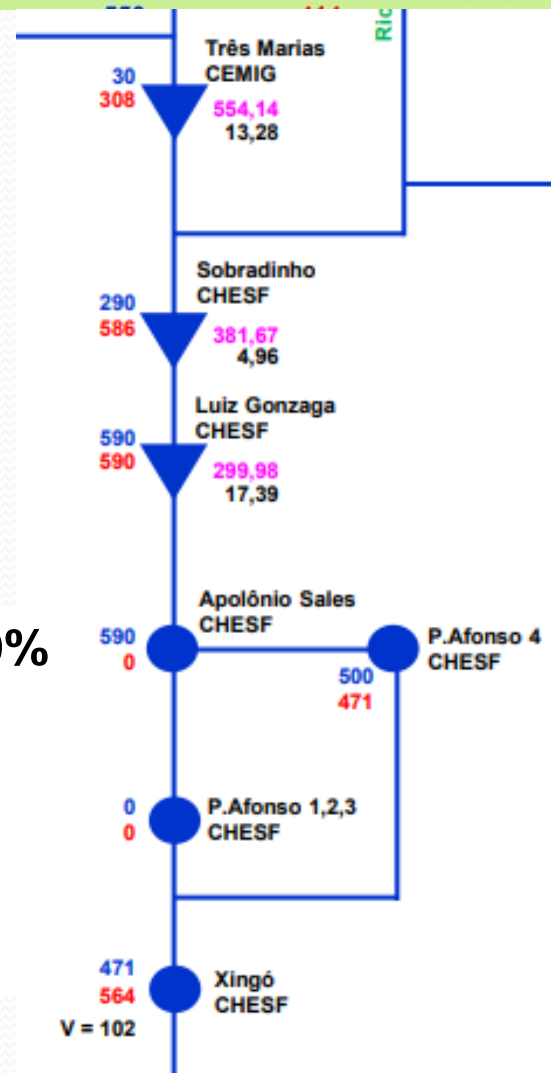 Ric
Três Marias
CEMIG
30
308
554,14
13,28
Sobradinho
CHESF
290
586
381,67
4,96
Luiz Gonzaga
CHESF
590
590
299,98
17,39
Apolônio Sales
CHESF
590
0
P.Afonso 4
CHESF
500
471
%
0
0
P.Afonso 1,2,3
CHESF
471
564
V = 102
Xingó
CHESF